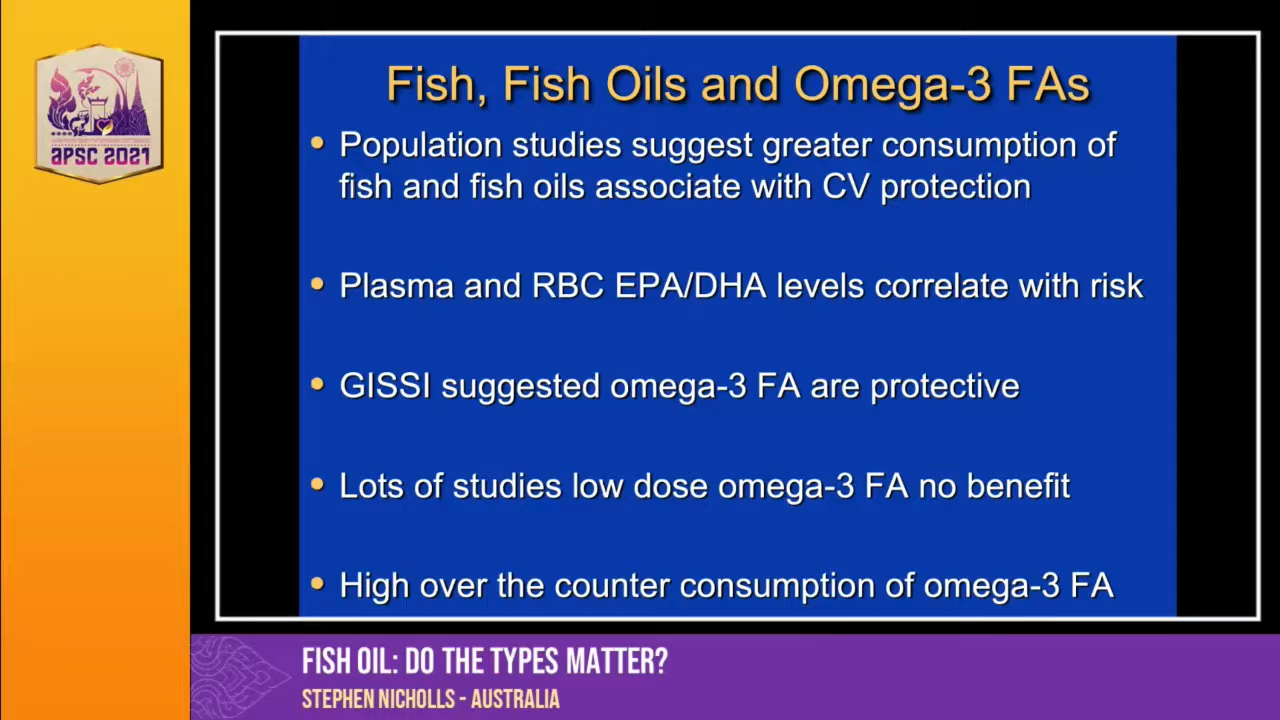 APSC 2021
Fish, Fish Oils and Omega-3 FAs
• Population studies suggest greater consumption of
fish and fish oils associate with CV protection
• Plasma and RBC EPA/DHA levels correlate with risk
• GISSI suggested omega-3 FA are protective
• Lots of studies low dose omega-3 FA no benefit
• High over the counter consumption of omega-3 FA
FISH OIL: DO THE TYPES MATTER?
STEPHEN NICHOLLS - AUSTRALIA